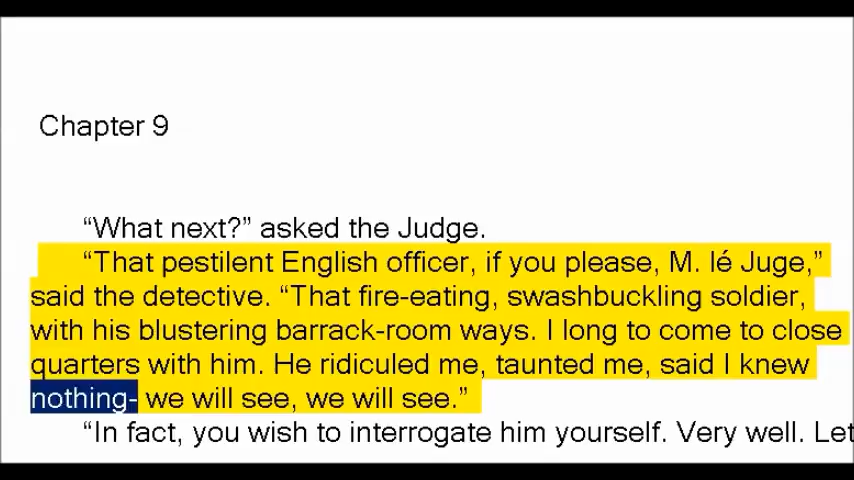 Chapter 9
“What next?” asked the Judge.
“That pestilent English officer, if you please, M. lé Juge,”
said the detective. “That fire-eating, swashbuckling soldier,
with his blustering barrack-room ways. I long to come to close
quarters with him. He ridiculed me, taunted me, said I knew
nothing- we will see, we will see.”
“In fact, you wish to interrogate him yourself. Very well. Let